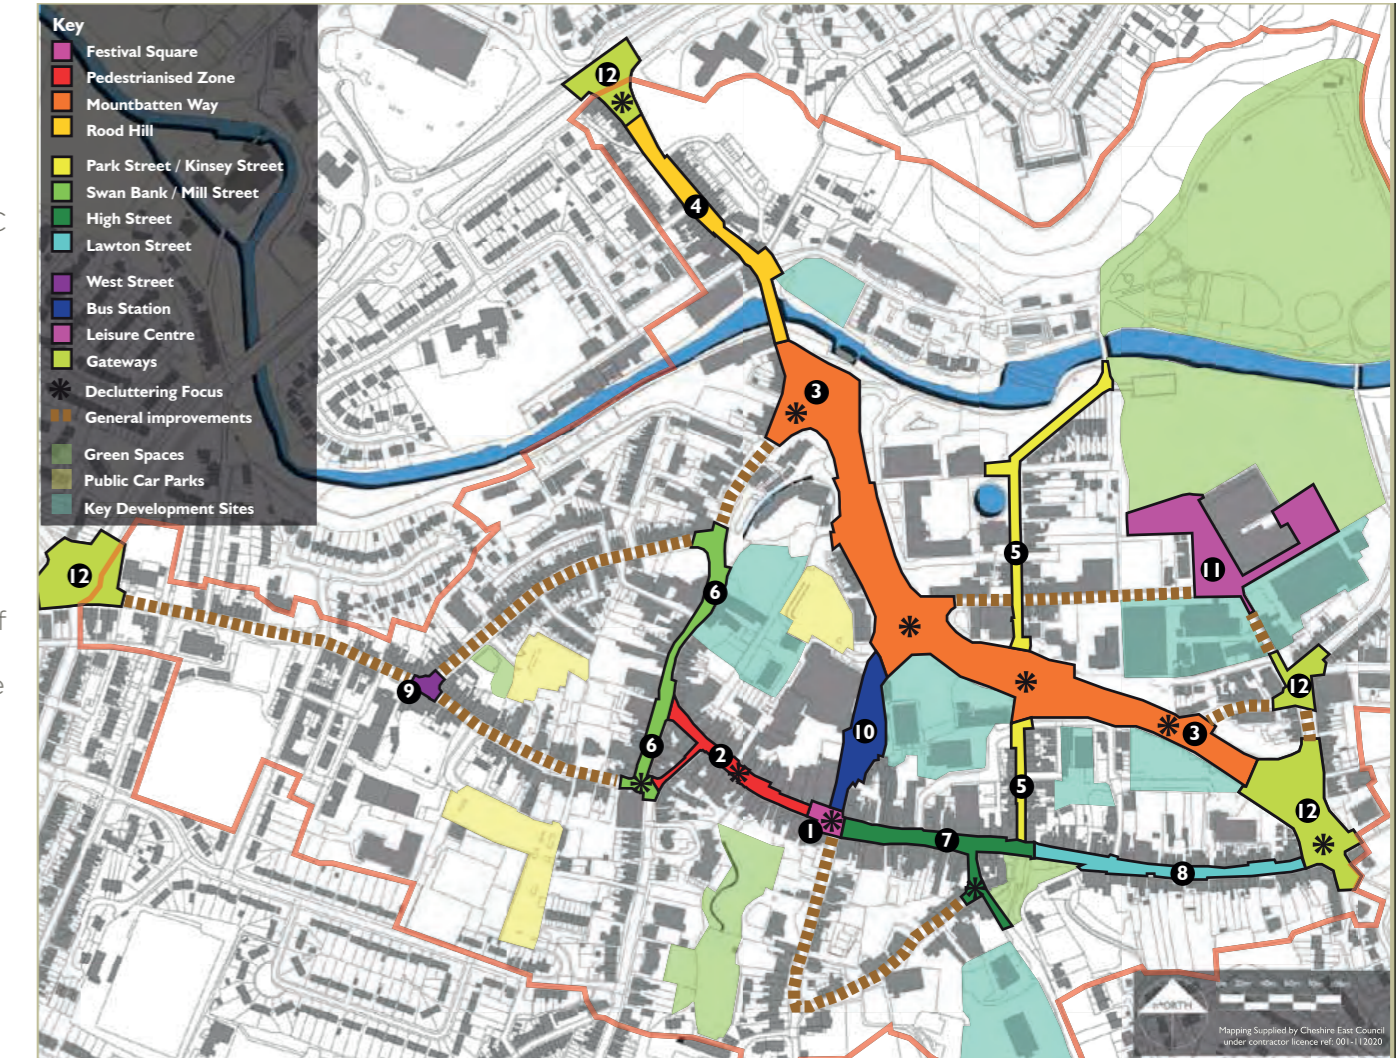 Key
Festival Square
Pedestrianised Zone
Mountbatten Way
Rood Hill
Park Street / Kinsey Street
Swan Bank / Mill Street
High Street
Lawton Street
West Street
Bus Station
Leisure Centre
Gateways
Decluttering Focus
General improvements
Green Spaces
Public Car Parks
Key Development Sites
C
f
e
12
4
3
5
11
12
6
12
9
6
10
3
2
5
12
1
7
8
NORTH
Mapping Supplied by Cheshire East Council
under contractor licence ref: 001-112020